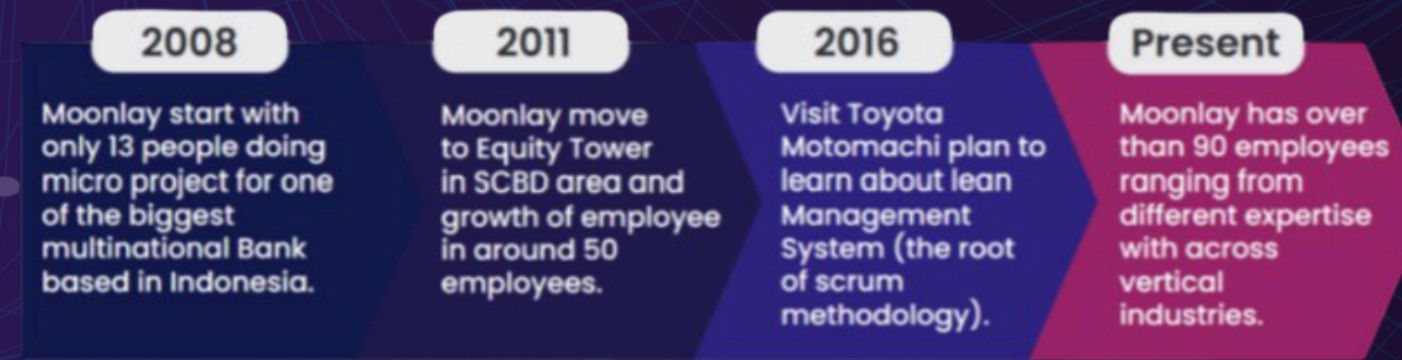 2008
Moonlay start with
only 13 people doing
micro project for one
of the biggest
multinational Bank
based in Indonesia.
2011
Moonlay move
to Equity Tower
in SCBD area and
growth of employee
in around 50
employees.
2016
Visit Toyota
Motomachi plan to
learn about lean
Management
System (the root
of scrum
methodology).
Present
Moonlay has over
than 90 employees
ranging from
different expertise
with across
vertical
industries.